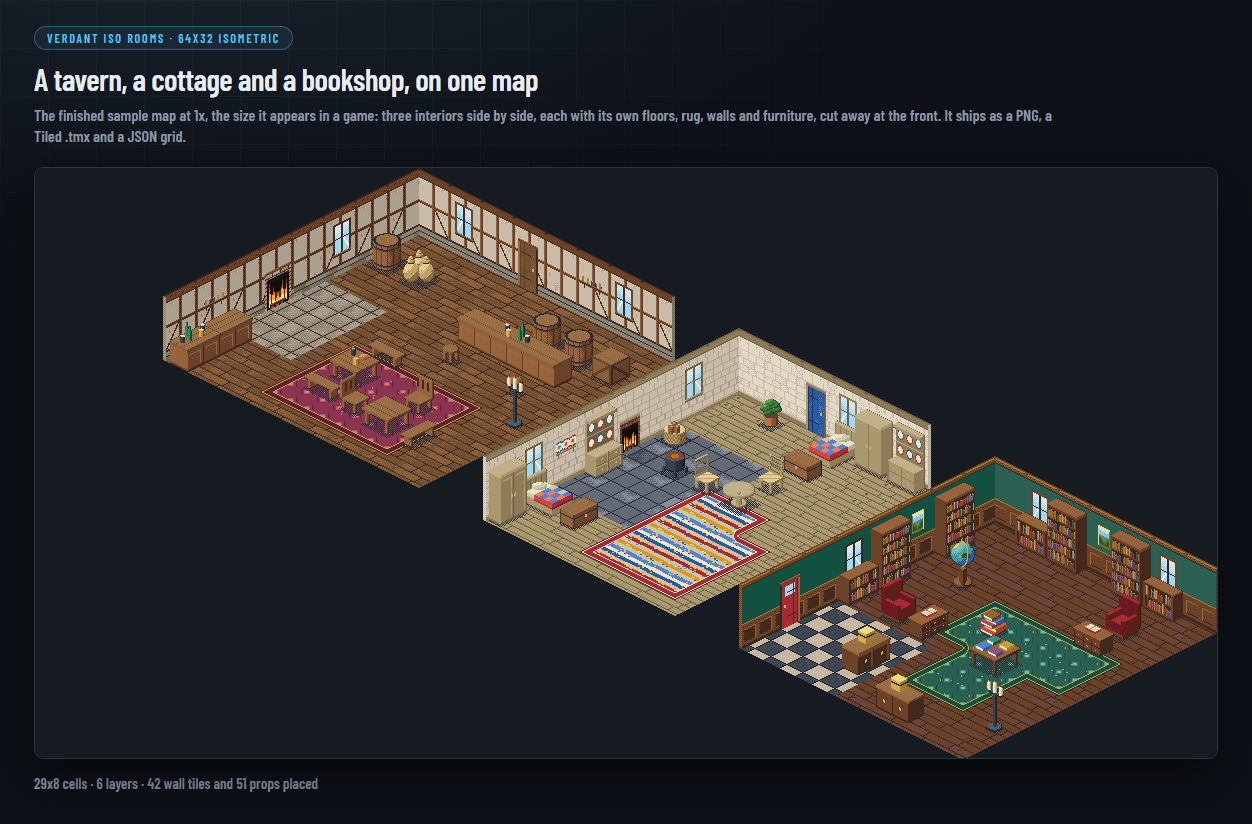 VERDANT ISO ROOMS · 64X32 ISOMETRIC
A tavern, a cottage and a bookshop, on one map
The finished sample map at 1x, the size it appears in a game: three interiors side by side, each with its own floors, rug, walls and furniture, cut away at the front. It ships as a PNG, a
Tiled .tmx and a JSON grid.
29x8 cells · 6 layers · 42 wall tiles and 51 props placed